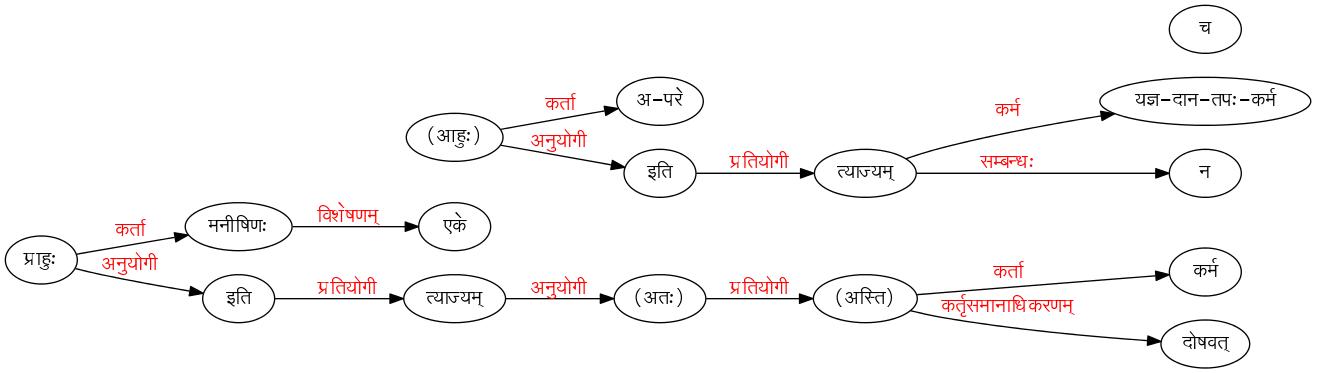 च
कर्ता
अ-परे
कर्म
यज्ञ-दान-तपः-कर्म
(आहुः)
अनुयोगी
इति
प्रतियोगी
त्याज्यम्
सम्बन्धः
न
कर्ता
मनीषिणः
विशेषणम्
एके
प्राहुः
अनुयोगी
इति
प्रतियोगी
त्याज्यम्
अनुयोगी
(अतः)
प्रतियोगी
(अस्ति)
कर्ता
कर्म
कर्तृसमानाधिकरणम्
दोषवत्